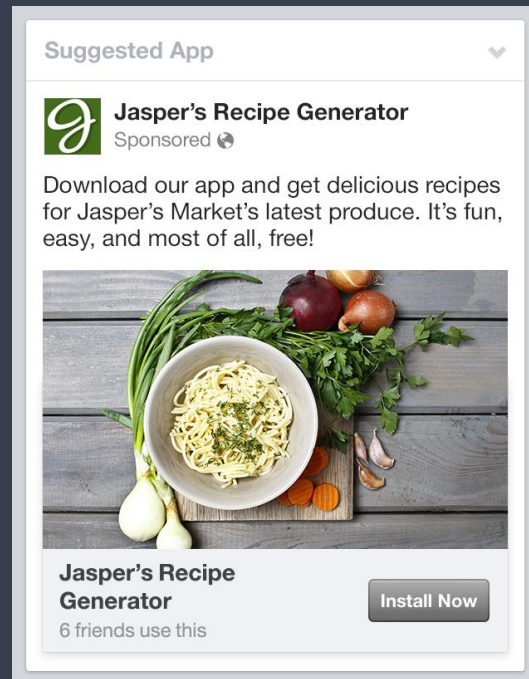 Suggested App
Jasper’s Recipe Generator
Sponsored
Download our app and get delicious recipes
for Jasper’s Market’s latest produce. It’s fun,
easy, and most of all, free!
Jasper’s Recipe
Generator
6 friends use this
Install Now